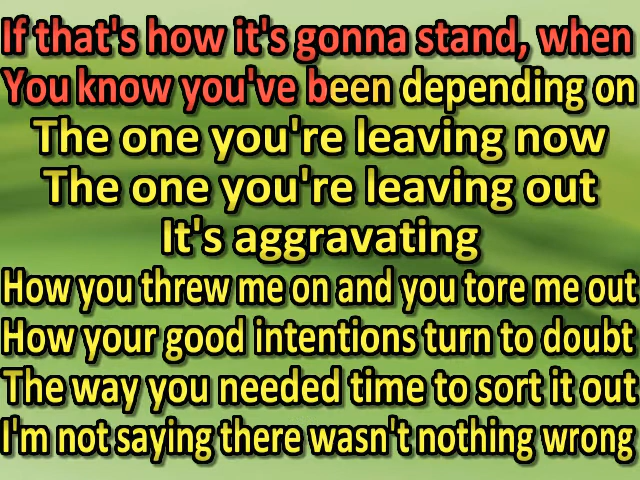 If that's how it's gonna stand, when
You know you've been depending on
The one you're leaving now
The one you're leaving out
It's aggravating
How you threw me on and you tore me out
How your good intentions turn to doubt
The way you needed time to sort it out
I'm not saying there wasn't nothing wrong